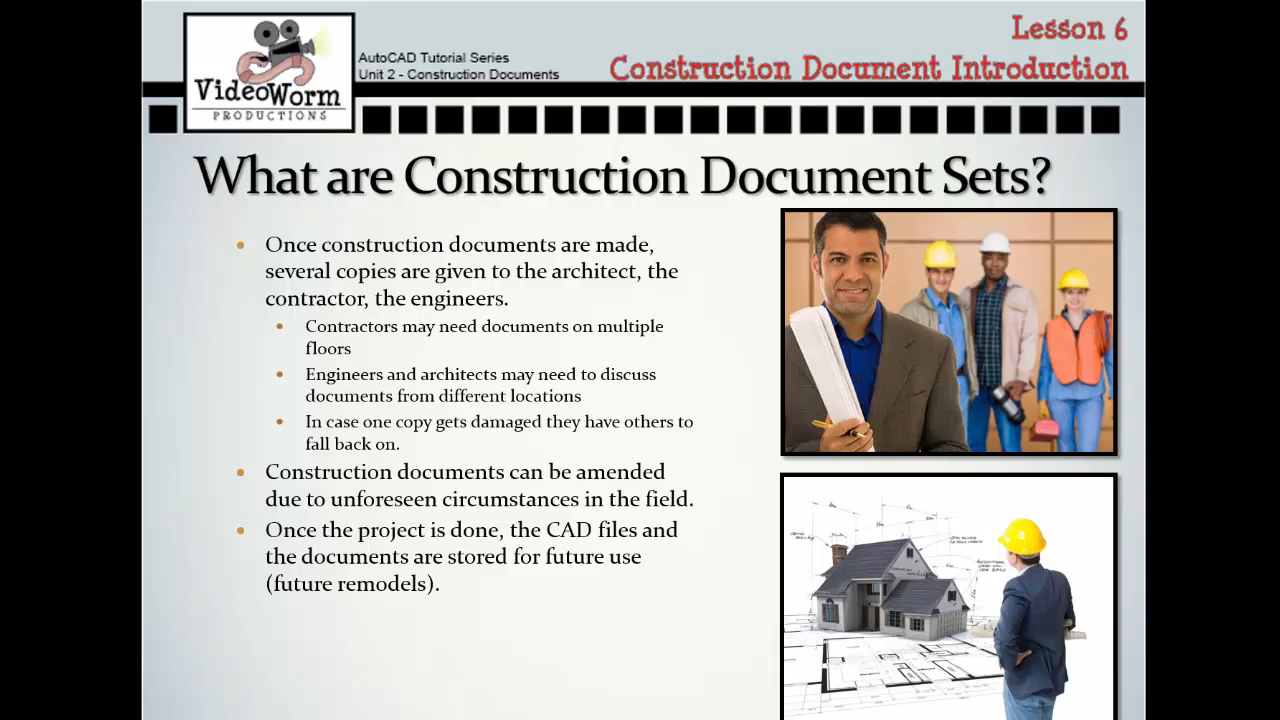 Lesson 6
AutoCAD Tutorial Series
Unit 2 - Construction Documents
Construction Document Introduction
VideoWorm
PRODUCTIONS
What are Construction Document Sets?
Once construction documents are made,
several copies are given to the architect, the
contractor, the engineers.
Contractors may need documents on multiple
floors
Engineers and architects may need to discuss
documents from different locations
In case one copy gets damaged they have others to
fall back on.
Construction documents can be amended
due to unforeseen circumstances in the field.
Once the project is done, the CAD files and
the documents are stored for future use
(future remodels).